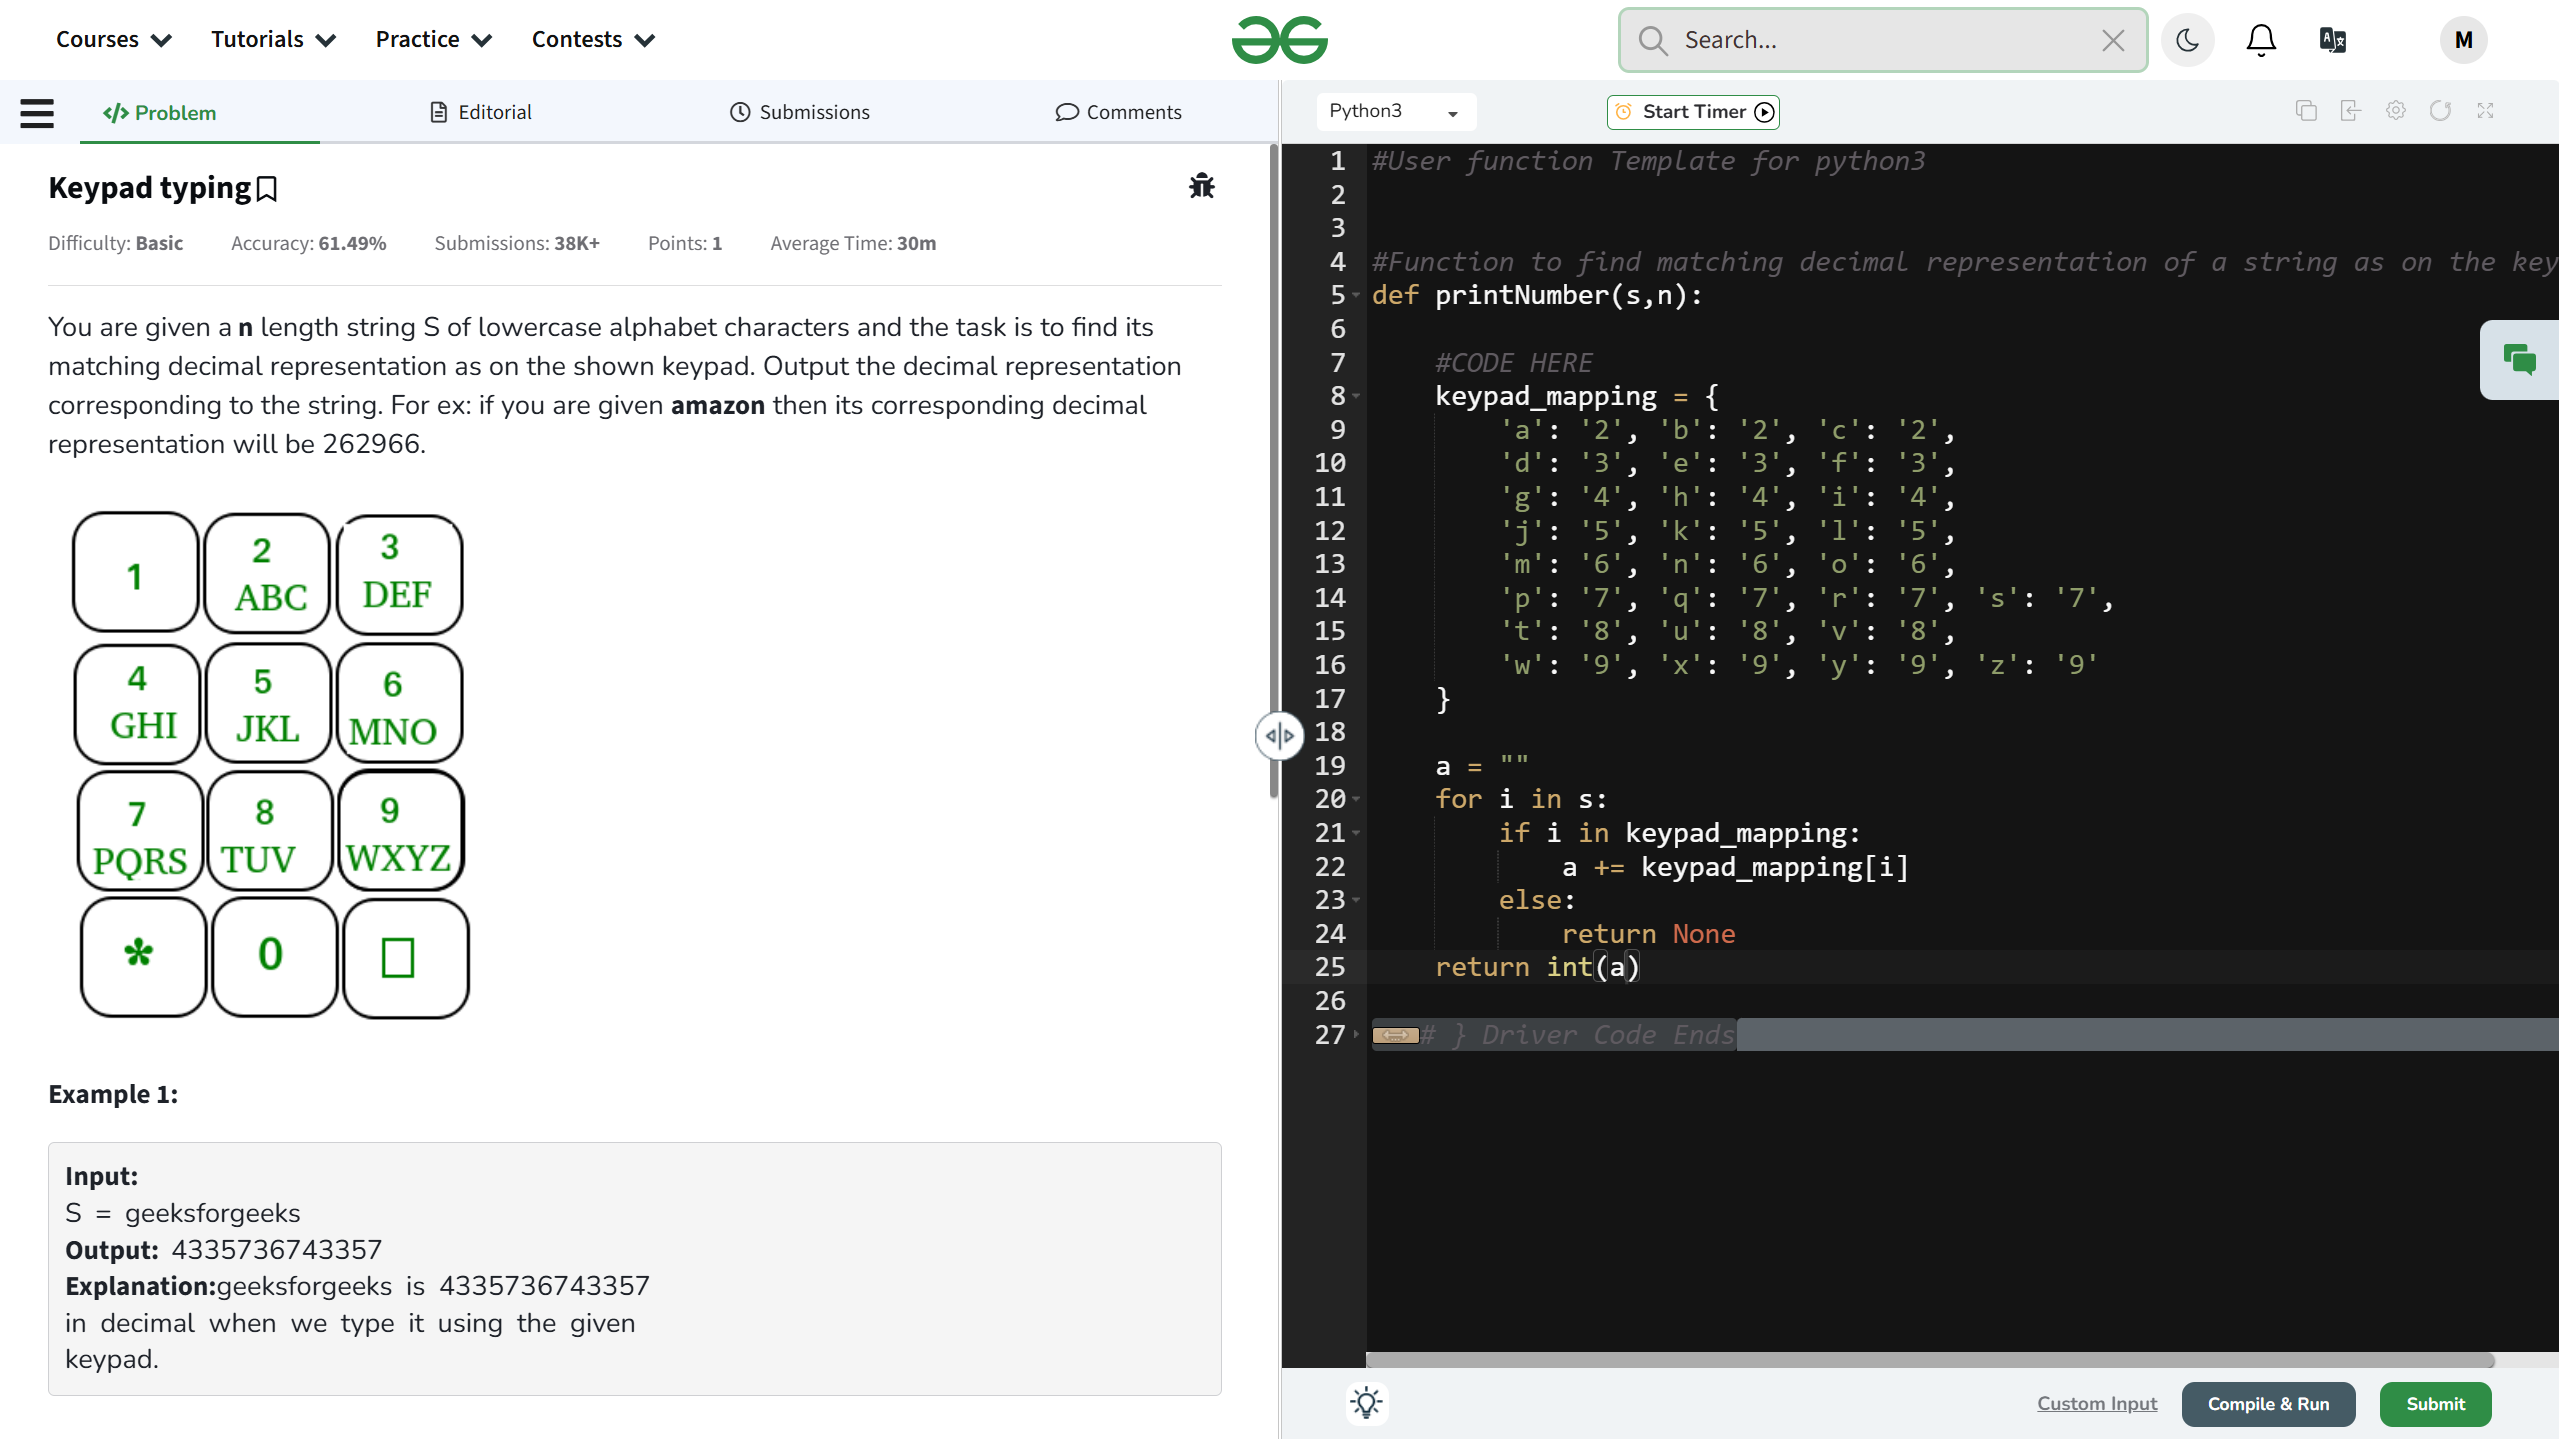 Courses Tutorials Practice Contests Search... M
Problem Editorial Submissions Comments
Python3 Start Timer
Keypad typing
Difficulty: Basic Accuracy: 61.49% Submissions: 38K+ Points: 1 Average Time: 30m
You are given a n length string S of lowercase alphabet characters and the task is to find its
matching decimal representation as on the shown keypad. Output the decimal representation
corresponding to the string. For ex: if you are given amazon then its corresponding decimal
representation will be 262966.
1 2 3
ABC DEF
4 5 6
GHI JKL MNO
7 8 9
PQRS TUV WXYZ
* 0
Example 1:
Input:
S = geeksforgeeks
Output: 4335736743357
Explanation:geeksforgeeks is 4335736743357
in decimal when we type it using the given
keypad.
1 #User function Template for python3
2
3
4 #Function to find matching decimal representation of a string as on the key
5 def printNumber(s,n):
6
7 #CODE HERE
8 keypad_mapping = {
9 'a': '2', 'b': '2', 'c': '2',
10 'd': '3', 'e': '3', 'f': '3',
11 'g': '4', 'h': '4', 'i': '4',
12 'j': '5', 'k': '5', 'l': '5',
13 'm': '6', 'n': '6', 'o': '6',
14 'p': '7', 'q': '7', 'r': '7', 's': '7',
15 't': '8', 'u': '8', 'v': '8',
16 'w': '9', 'x': '9', 'y': '9', 'z': '9'
17 }
18
19 a = ""
20 for i in s:
21 if i in keypad_mapping:
22 a += keypad_mapping[i]
23 else:
24 return None
25 return int(a)
26
27 # } Driver Code Ends
Custom Input Compile & Run Submit